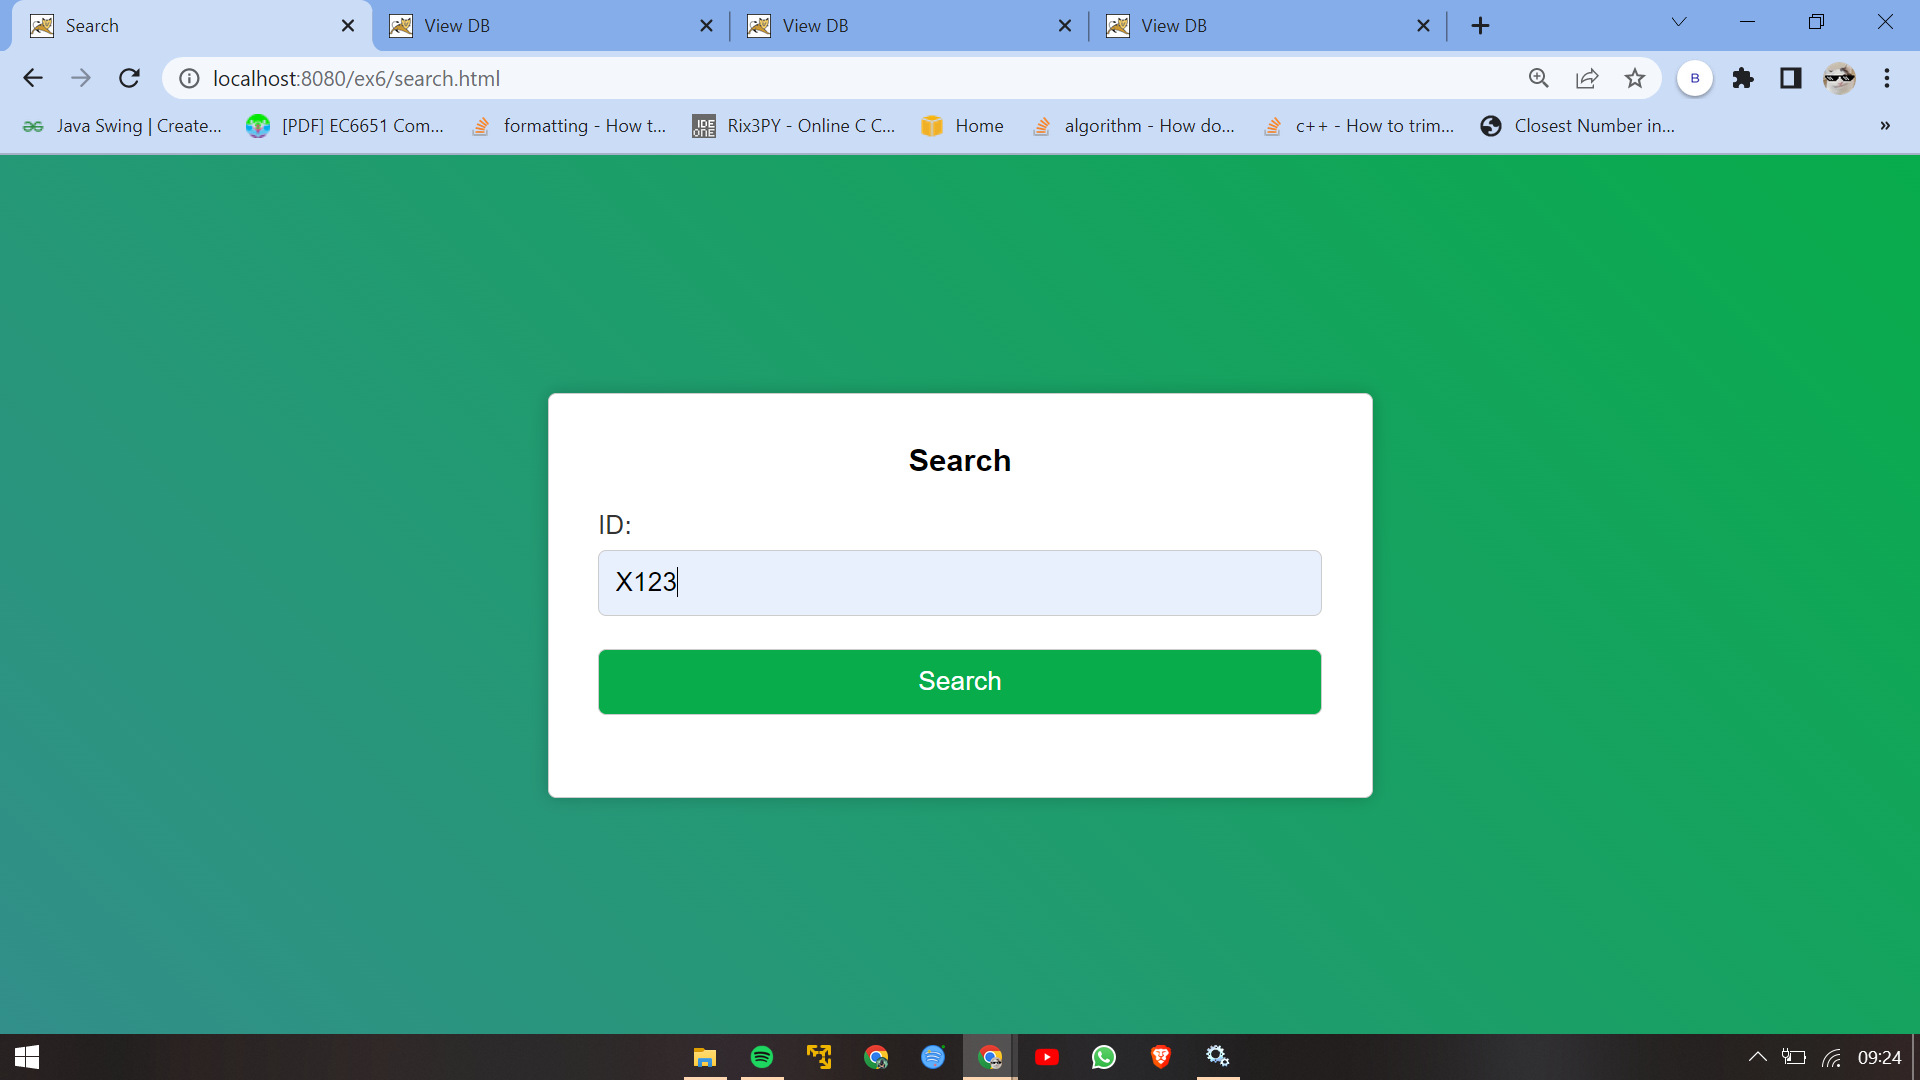 Search
View DB
View DB
View DB
localhost:8080/ex6/search.html
B
Java Swing | Create...
[PDF] EC6651 Com...
formatting - How t...
IDE
ONE
Rix3PY - Online C C...
Home
algorithm - How do...
c++ - How to trim...
Closest Number in...
»
Search
ID:
X123
Search
09:24